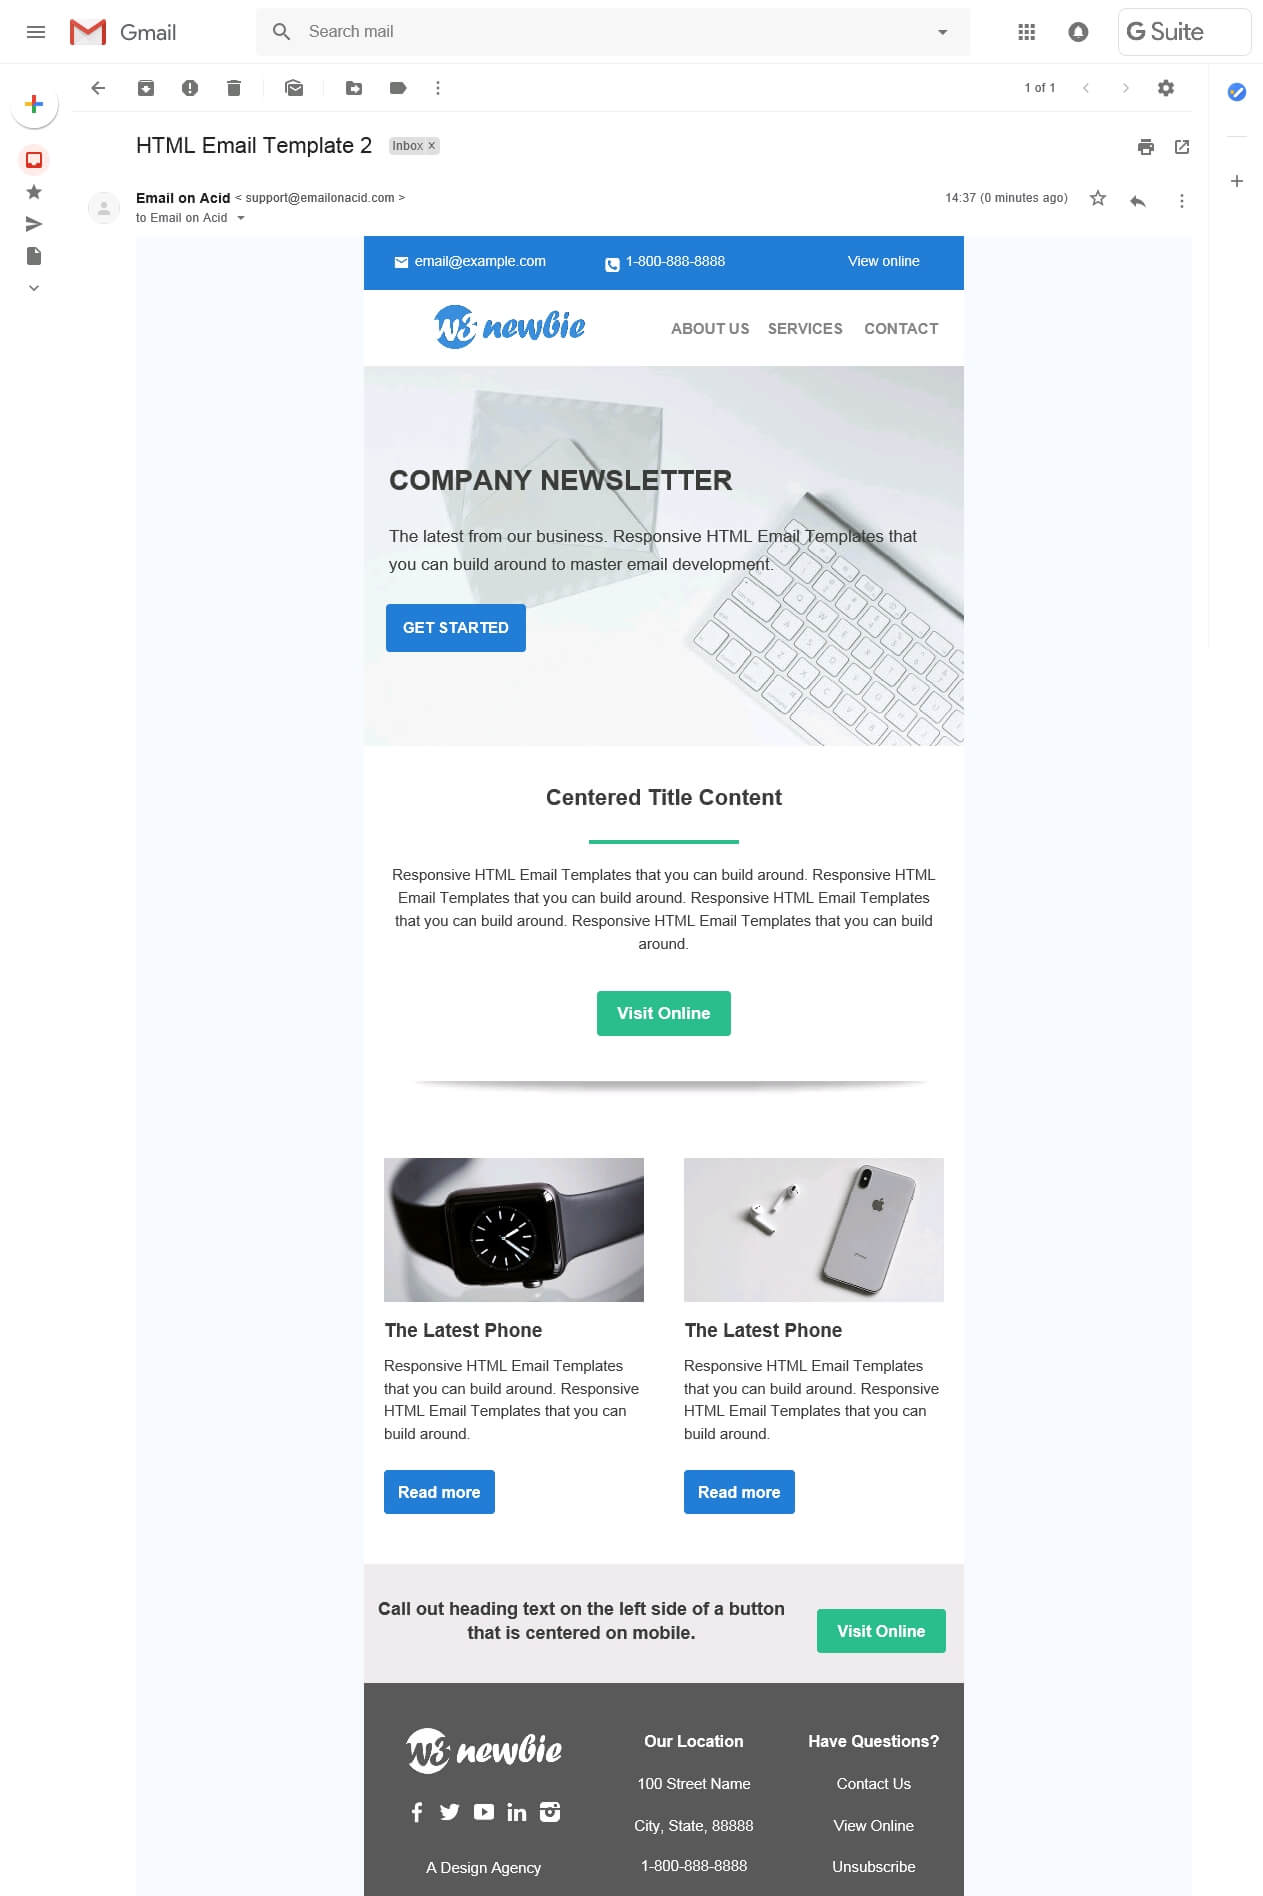 Gmail
Search mail
G Suite
1 of 1
HTML Email Template 2
Inbox ×
Email on Acid < support@emailonacid.com >
14:37 (0 minutes ago)
to Email on Acid
email@example.com
1-800-888-8888
View online
w3 newbie
ABOUT US
SERVICES
CONTACT
COMPANY NEWSLETTER
The latest from our business. Responsive HTML Email Templates that
you can build around to master email development.
GET STARTED
Centered Title Content
Responsive HTML Email Templates that you can build around. Responsive HTML
Email Templates that you can build around. Responsive HTML Email Templates
that you can build around. Responsive HTML Email Templates that you can build
around.
Visit Online
The Latest Phone
Responsive HTML Email Templates
that you can build around. Responsive
HTML Email Templates that you can
build around.
Read more
The Latest Phone
Responsive HTML Email Templates
that you can build around. Responsive
HTML Email Templates that you can
build around.
Read more
Call out heading text on the left side of a button
that is centered on mobile.
Visit Online
w3 newbie
A Design Agency
Our Location
100 Street Name
City, State, 88888
1-800-888-8888
Have Questions?
Contact Us
View Online
Unsubscribe